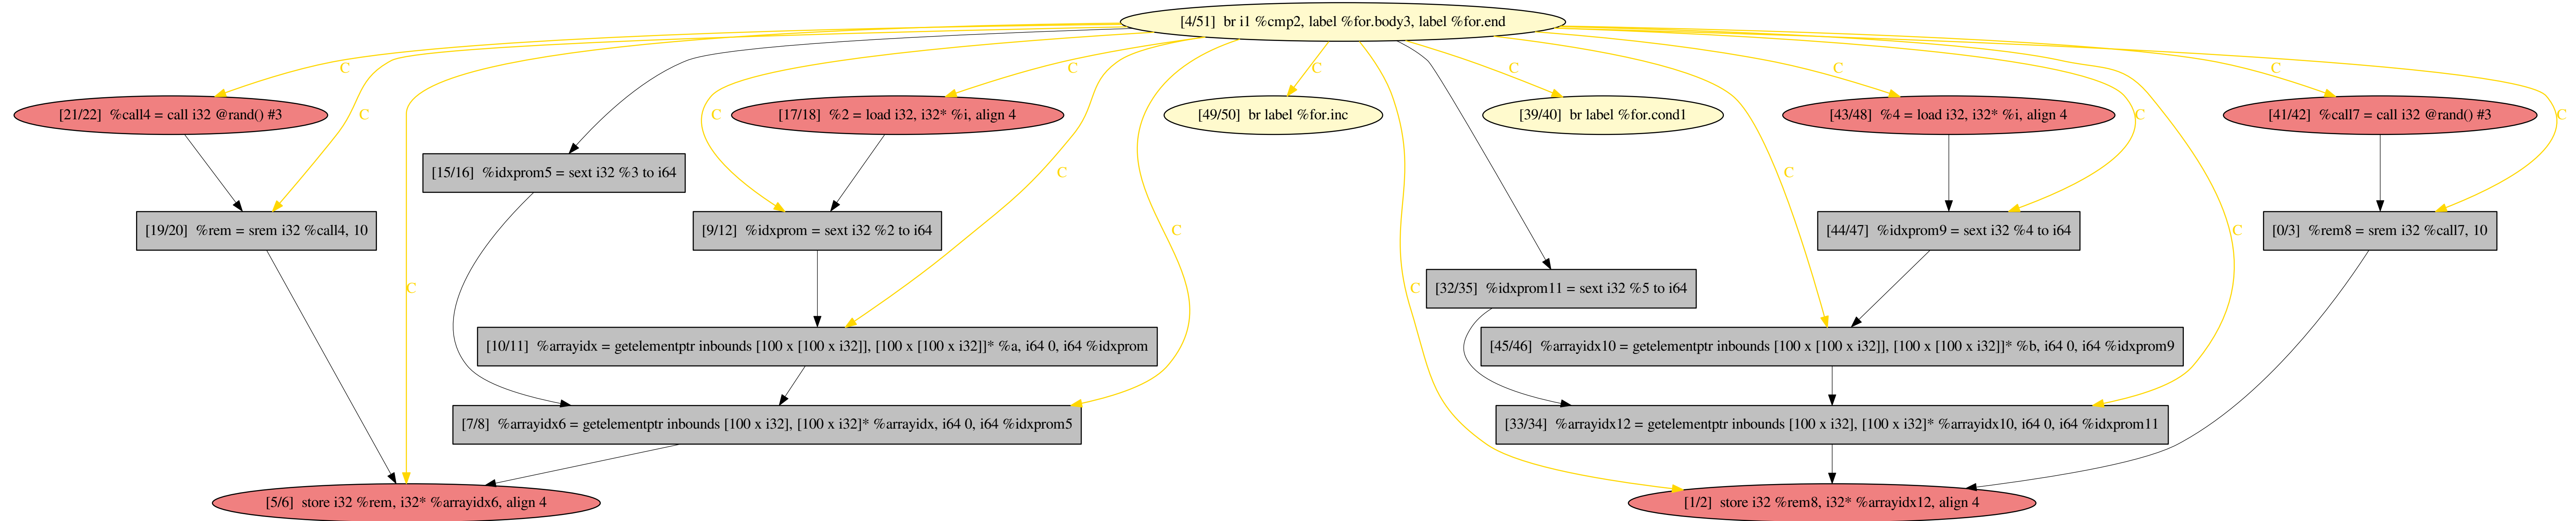 [4/51] br i1 %cmp2, label %for.body3, label %for.end
C
C
C
C
C
C
C
[21/22] %call4 = call i32 @rand() #3
[17/18] %2 = load i32, i32* %i, align 4
[49/50] br label %for.inc
[39/40] br label %for.cond1
[43/48] %4 = load i32, i32* %i, align 4
[41/42] %call7 = call i32 @rand() #3
C
C
C
C
[15/16] %idxprom5 = sext i32 %3 to i64
C
C
[19/20] %rem = srem i32 %call4, 10
[9/12] %idxprom = sext i32 %2 to i64
C
[44/47] %idxprom9 = sext i32 %4 to i64
C
[0/3] %rem8 = srem i32 %call7, 10
C
C
[32/35] %idxprom11 = sext i32 %5 to i64
[10/11] %arrayidx = getelementptr inbounds [100 x [100 x i32]], [100 x [100 x i32]]* %a, i64 0, i64 %idxprom
[45/46] %arrayidx10 = getelementptr inbounds [100 x [100 x i32]], [100 x [100 x i32]]* %b, i64 0, i64 %idxprom9
[7/8] %arrayidx6 = getelementptr inbounds [100 x i32], [100 x i32]* %arrayidx, i64 0, i64 %idxprom5
[33/34] %arrayidx12 = getelementptr inbounds [100 x i32], [100 x i32]* %arrayidx10, i64 0, i64 %idxprom11
[5/6] store i32 %rem, i32* %arrayidx6, align 4
[1/2] store i32 %rem8, i32* %arrayidx12, align 4